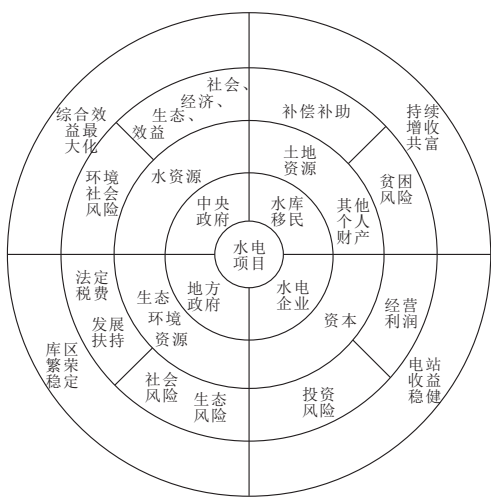 社会、
经济、
生态、
效益
综合效
益最
大化
补偿补助
持续
增收
共富
土地
资源
水资源
环境
社会
风险
贫困
风险
中央
政府
水库
移民
其他
个人
财产
水电
项目
法定
税费
生态
环境
资源
地方
政府
水电
企业
发展
扶持
资本
经营
利润
库区
繁荣
稳定
社会
风险
生态
风险
投资
风险
电站
收益
稳健